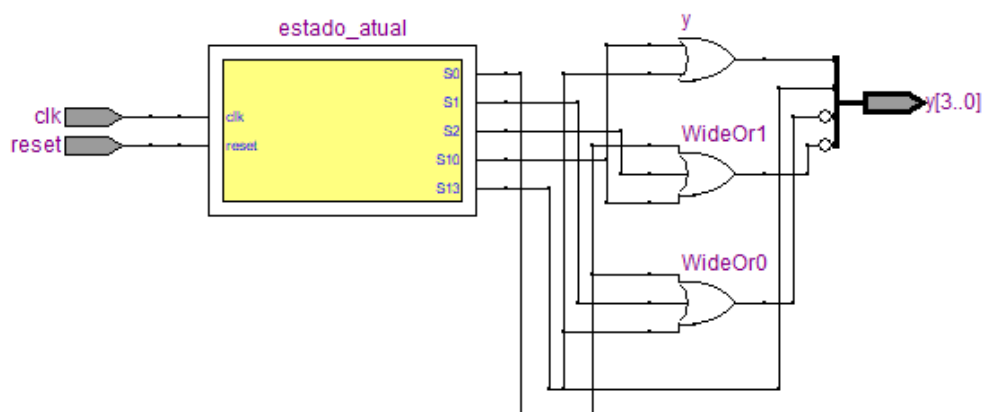 estado_atual
clk
reset
clk
reset
S0
S1
S2
S10
S13
y
WideOr1
WideOr0
y[3..0]